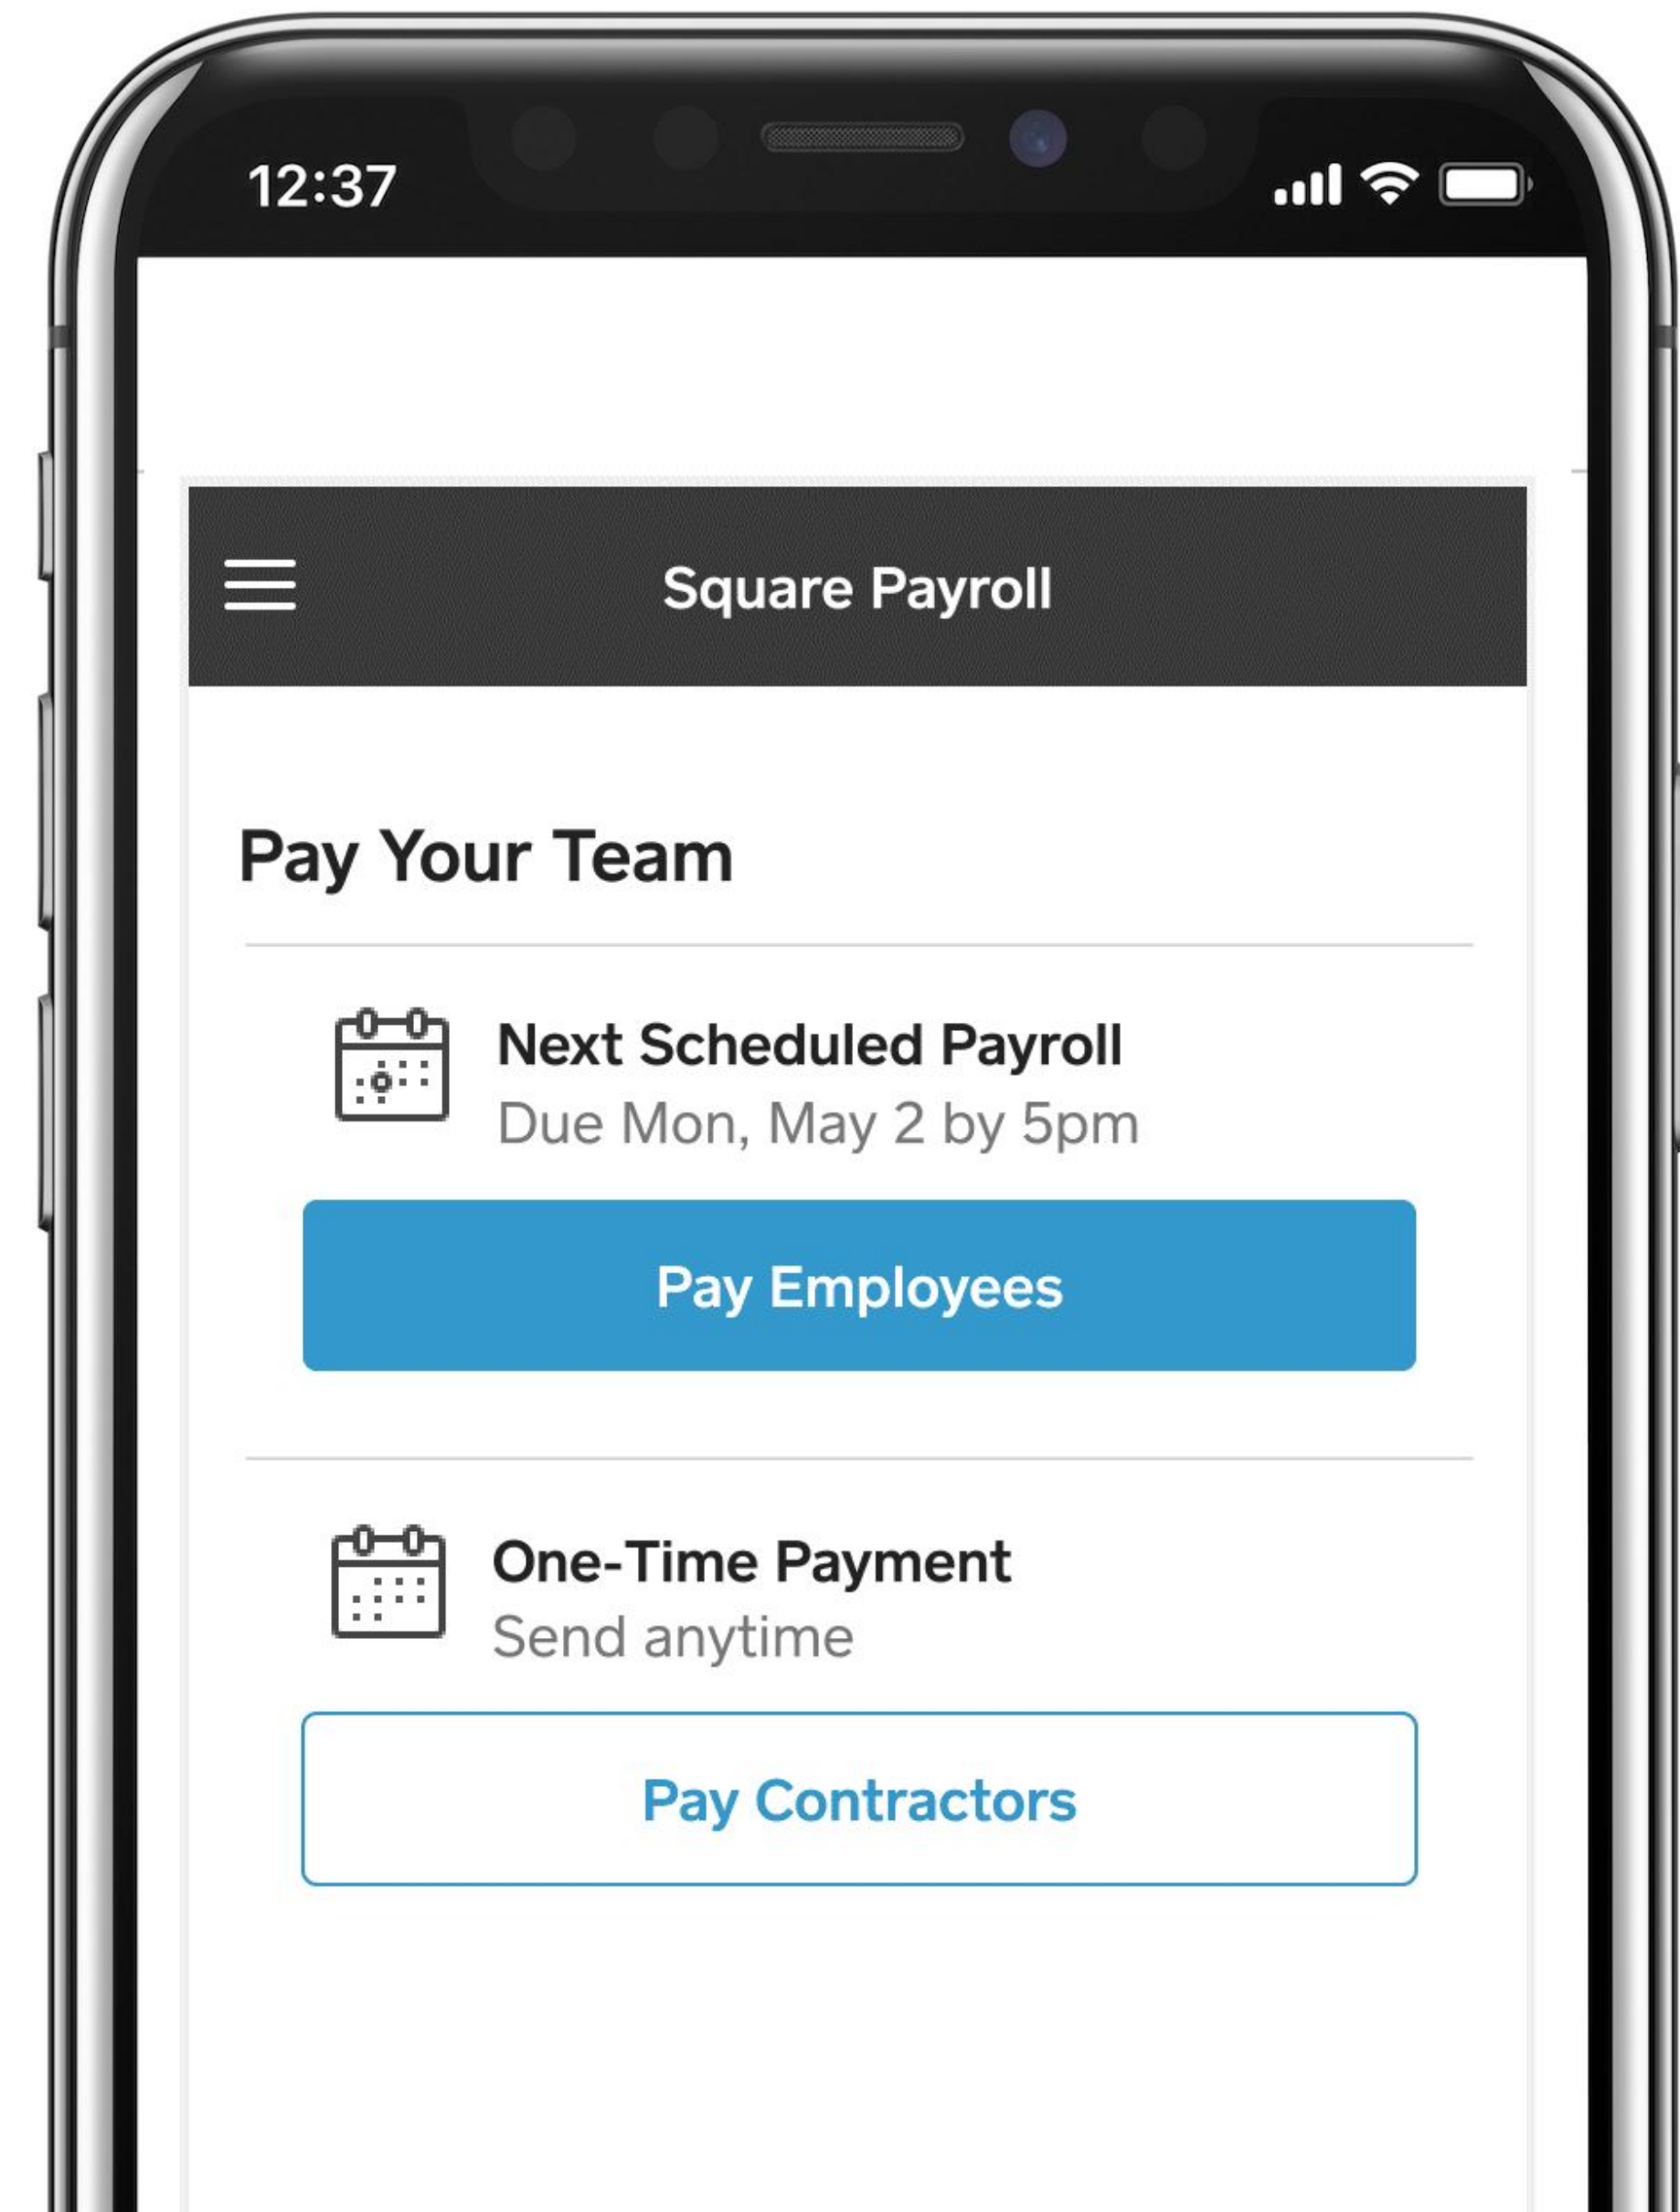 12:37
Square Payroll
Pay Your Team
Next Scheduled Payroll
Due Mon, May 2 by 5pm
Pay Employees
One-Time Payment
Send anytime
Pay Contractors